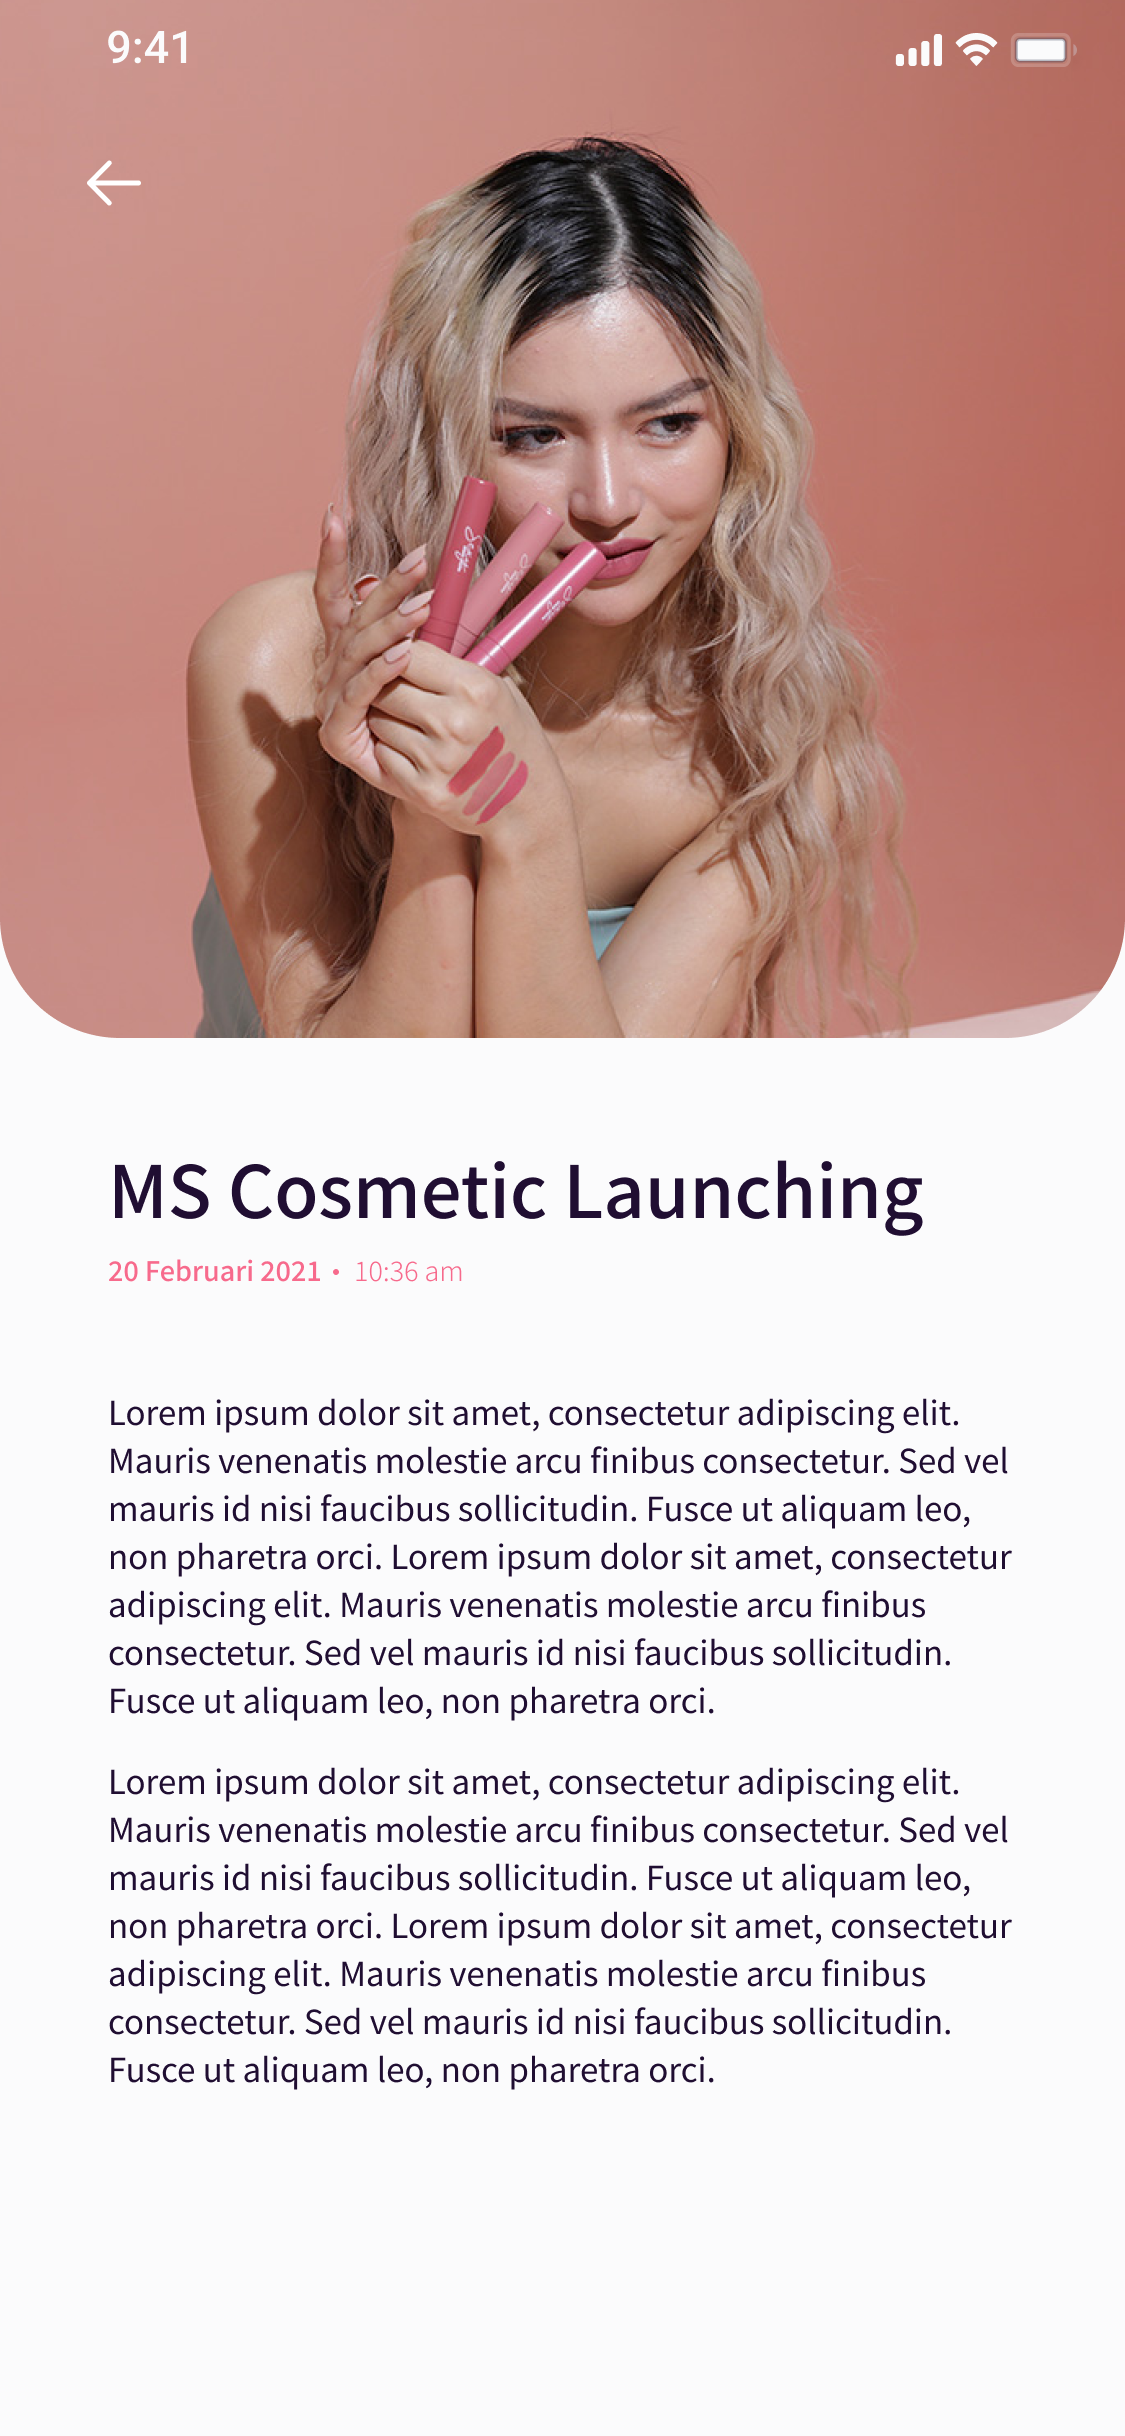 9:41
MS Cosmetic Launching
20 Februari 2021 • 10:36 am
Lorem ipsum dolor sit amet, consectetur adipiscing elit.
Mauris venenatis molestie arcu finibus consectetur. Sed vel
mauris id nisi faucibus sollicitudin. Fusce ut aliquam leo,
non pharetra orci. Lorem ipsum dolor sit amet, consectetur
adipiscing elit. Mauris venenatis molestie arcu finibus
consectetur. Sed vel mauris id nisi faucibus sollicitudin.
Fusce ut aliquam leo, non pharetra orci.
Lorem ipsum dolor sit amet, consectetur adipiscing elit.
Mauris venenatis molestie arcu finibus consectetur. Sed vel
mauris id nisi faucibus sollicitudin. Fusce ut aliquam leo,
non pharetra orci. Lorem ipsum dolor sit amet, consectetur
adipiscing elit. Mauris venenatis molestie arcu finibus
consectetur. Sed vel mauris id nisi faucibus sollicitudin.
Fusce ut aliquam leo, non pharetra orci.